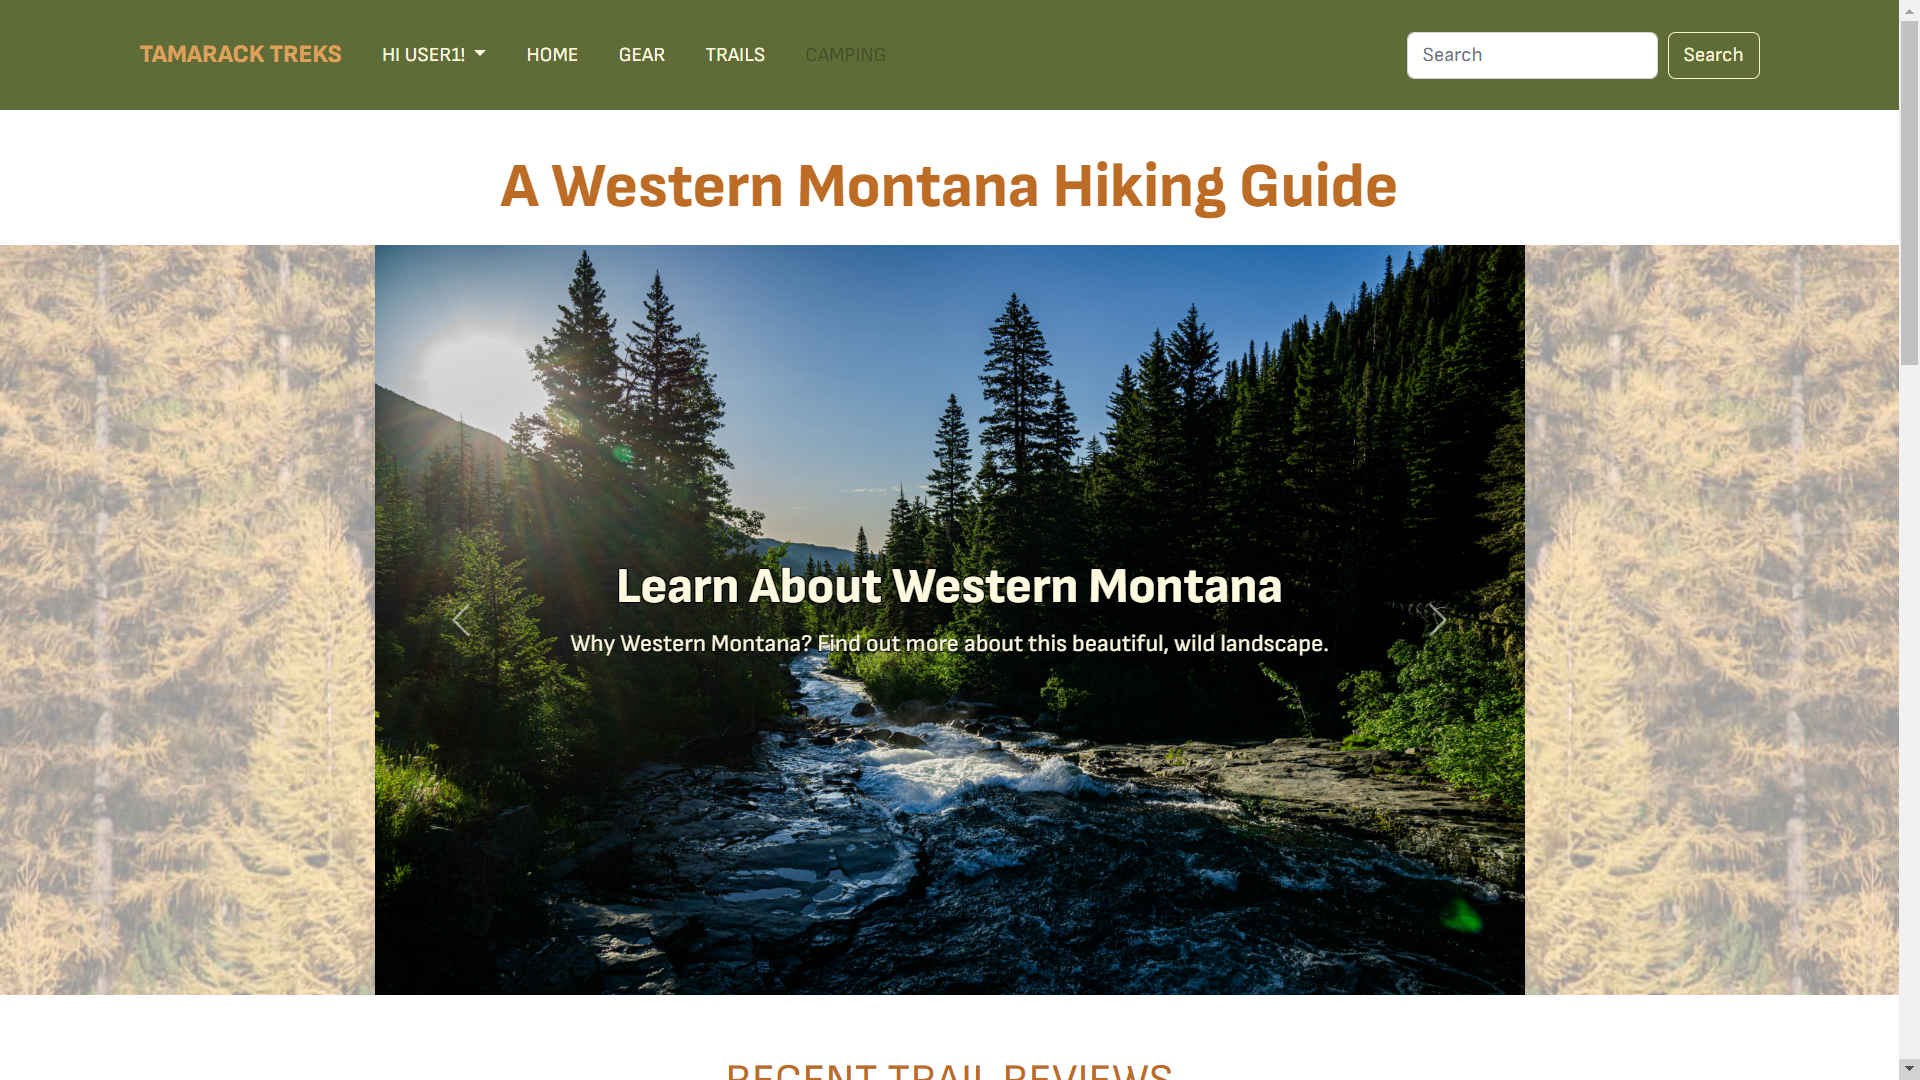 TAMARACK TREKS HI USER1! HOME GEAR TRAILS CAMPING Search Search
A Western Montana Hiking Guide
Learn About Western Montana
Why Western Montana? Find out more about this beautiful, wild landscape.
RECENT TRAIL REVIEWS